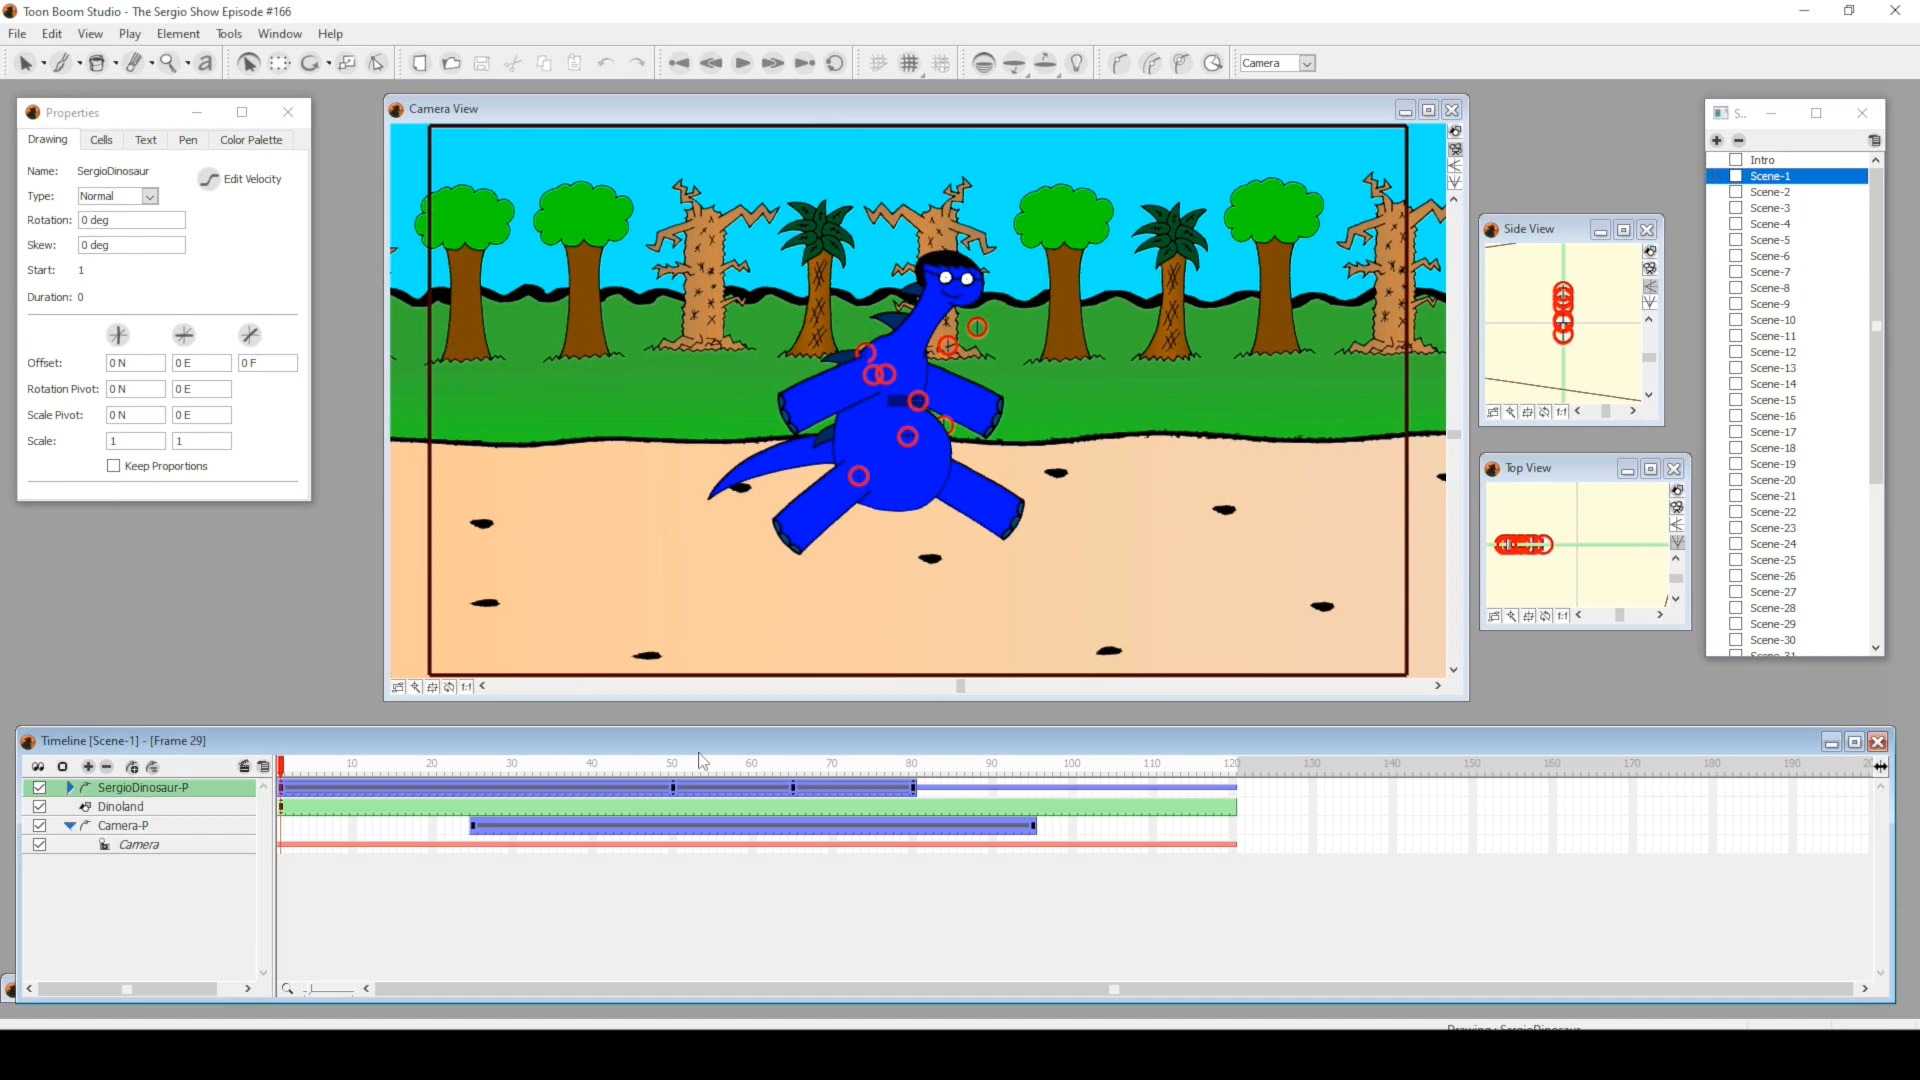 Toon Boom Studio - The Sergio Show Episode #166
File Edit View Play Element Tools Window Help
Camera
Properties
Drawing Cells Text Pen Color Palette
Name: SergioDinosaur
Edit Velocity
Type: Normal
Rotation: 0 deg
Skew: 0 deg
Start: 1
Duration: 0
Offset: 0 N 0 E 0 F
Rotation Pivot: 0 N 0 E
Scale Pivot: 0 N 0 E
Scale: 1 1
Keep Proportions
Camera View
1:1
Side View
1:1
Top View
1:1
S..
Intro
Scene-1
Scene-2
Scene-3
Scene-4
Scene-5
Scene-6
Scene-7
Scene-8
Scene-9
Scene-10
Scene-11
Scene-12
Scene-13
Scene-14
Scene-15
Scene-16
Scene-17
Scene-18
Scene-19
Scene-20
Scene-21
Scene-22
Scene-23
Scene-24
Scene-25
Scene-26
Scene-27
Scene-28
Scene-29
Scene-30
Timeline [Scene-1] - [Frame 29]
10 20 30 40 50 60 70 80 90 100 110 120 130 140 150 160 170 180 190
SergioDinosaur-P
Dinoland
Camera-P
Camera